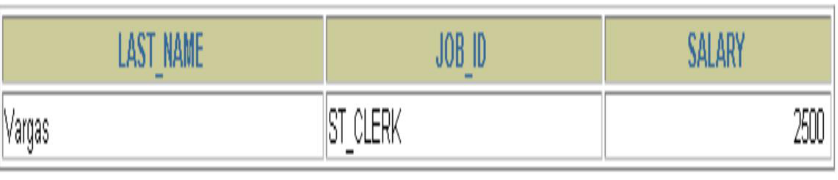 LAST_NAME JOB_ID SALARY
Vargas ST_CLERK 2500